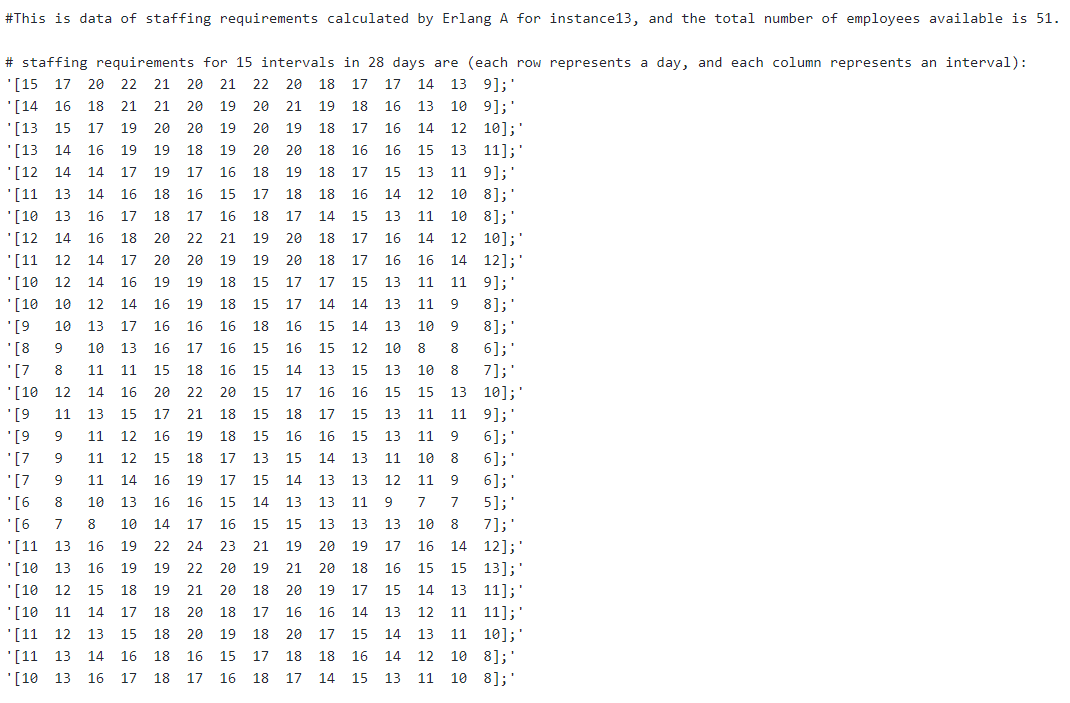 #This is data of staffing requirements calculated by Erlang A for instance13, and the total number of employees available is 51.
# staffing requirements for 15 intervals in 28 days are (each row represents a day, and each column represents an interval):
'[15 17 20 22 21 20 21 22 20 18 17 17 14 13 9];'
'[14 16 18 21 21 20 19 20 21 19 18 16 13 10 9];'
'[13 15 17 19 20 20 19 20 19 18 17 16 14 12 10];'
'[13 14 16 19 19 18 19 20 20 18 16 16 15 13 11];'
'[12 14 14 17 19 17 16 18 19 18 17 15 13 11 9];'
'[11 13 14 16 18 16 15 17 18 18 16 14 12 10 8];'
'[10 13 16 17 18 17 16 18 17 14 15 13 11 10 8];'
'[12 14 16 18 20 22 21 19 20 18 17 16 14 12 10];'
'[11 12 14 17 20 20 19 19 20 18 17 16 16 14 12];'
'[10 12 14 16 19 19 18 15 17 17 15 13 11 11 9];'
'[10 10 12 14 16 19 18 15 17 14 14 13 11 9 8];'
'[9 10 13 17 16 16 16 18 16 15 14 13 10 9 8];'
'[8 9 10 13 16 17 16 15 16 15 12 10 8 8 6];'
'[7 8 11 11 15 18 16 15 14 13 15 13 10 8 7];'
'[10 12 14 16 20 22 20 15 17 16 16 15 15 13 10];'
'[9 11 13 15 17 21 18 15 18 17 15 13 11 11 9];'
'[9 9 11 12 16 19 18 15 16 16 15 13 11 9 6];'
'[7 9 11 12 15 18 17 13 15 14 13 11 10 8 6];'
'[7 9 11 14 16 19 17 15 14 13 13 12 11 9 6];'
'[6 8 10 13 16 16 15 14 13 13 11 9 7 7 5];'
'[6 7 8 10 14 17 16 15 15 13 13 13 10 8 7];'
'[11 13 16 19 22 24 23 21 19 20 19 17 16 14 12];'
'[10 13 16 19 19 22 20 19 21 20 18 16 15 15 13];'
'[10 12 15 18 19 21 20 18 20 19 17 15 14 13 11];'
'[10 11 14 17 18 20 18 17 16 16 14 13 12 11 11];'
'[11 12 13 15 18 20 19 18 20 17 15 14 13 11 10];'
'[11 13 14 16 18 16 15 17 18 18 16 14 12 10 8];'
'[10 13 16 17 18 17 16 18 17 14 15 13 11 10 8];'